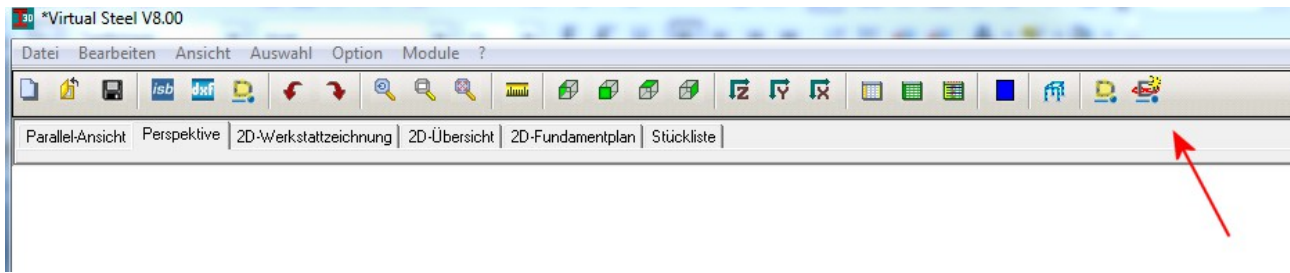 3D *Virtual Steel V8.00
Datei Bearbeiten Ansicht Auswahl Option Module ?
isb dxf Z Y X
Parallel-Ansicht Perspektive 2D-Werkstattzeichnung 2D-Übersicht 2D-Fundamentplan Stückliste